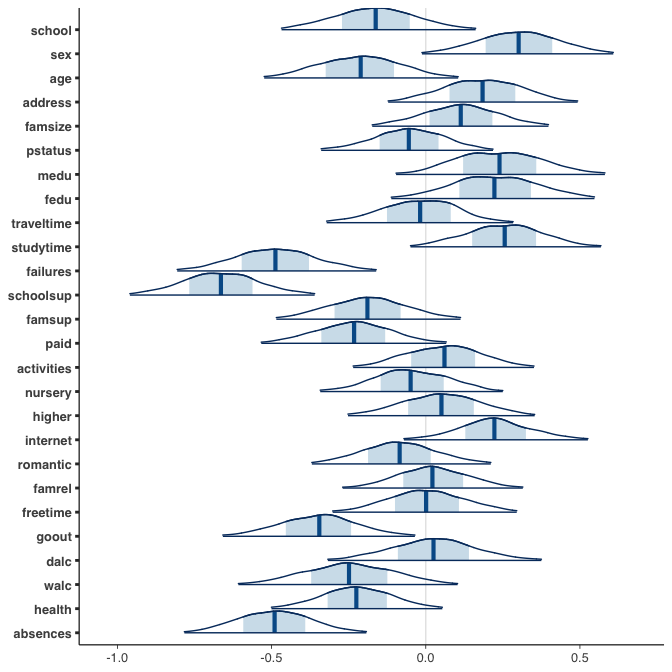 school
sex
age
address
famsize
pstatus
medu
fedu
traveltime
studytime
failures
schoolsup
famsup
paid
activities
nursery
higher
internet
romantic
famrel
freetime
goout
dalc
walc
health
absences
-1.0 -0.5 0.0 0.5